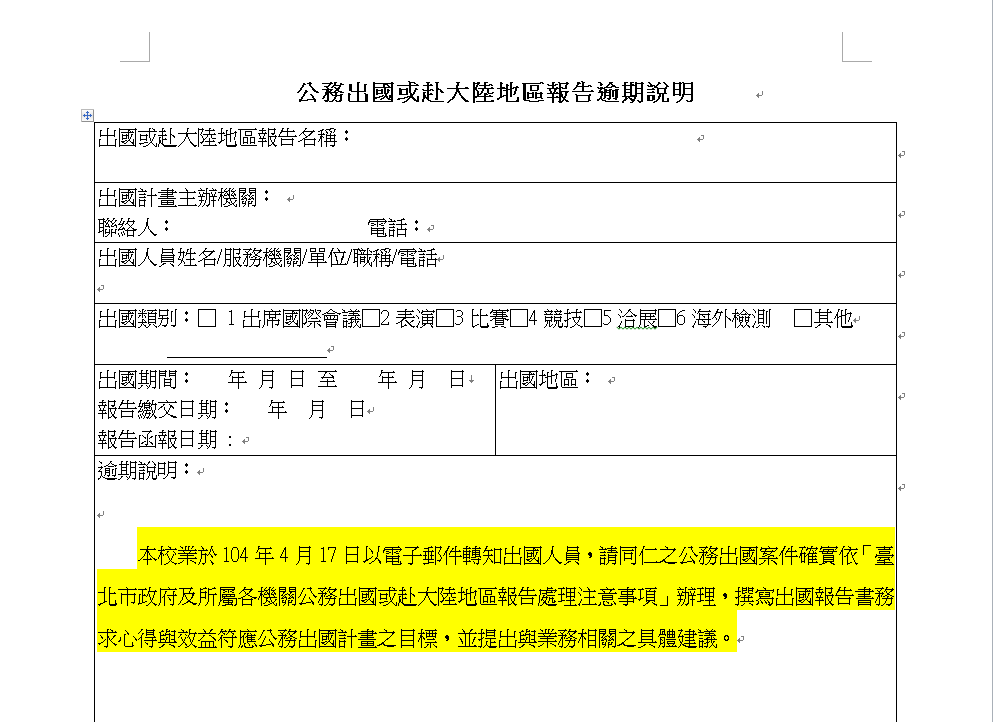 公務出國或赴大陸地區報告逾期說明
出國或赴大陸地區報告名稱：
出國計畫主辦機關：
聯絡人： 電話：
出國人員姓名/服務機關/單位/職稱/電話
出國類別：□ 1 出席國際會議□2 表演□3 比賽□4 競技□5 洽展□6 海外檢測 □其他
出國期間： 年 月 日 至 年 月 日
出國地區：
報告繳交日期： 年 月 日
報告函報日期 ：
逾期說明：
本校業於 104 年 4 月 17 日以電子郵件轉知出國人員，請同仁之公務出國案件確實依「臺
北市政府及所屬各機關公務出國或赴大陸地區報告處理注意事項」辦理，撰寫出國報告書務
求心得與效益符應公務出國計畫之目標，並提出與業務相關之具體建議。